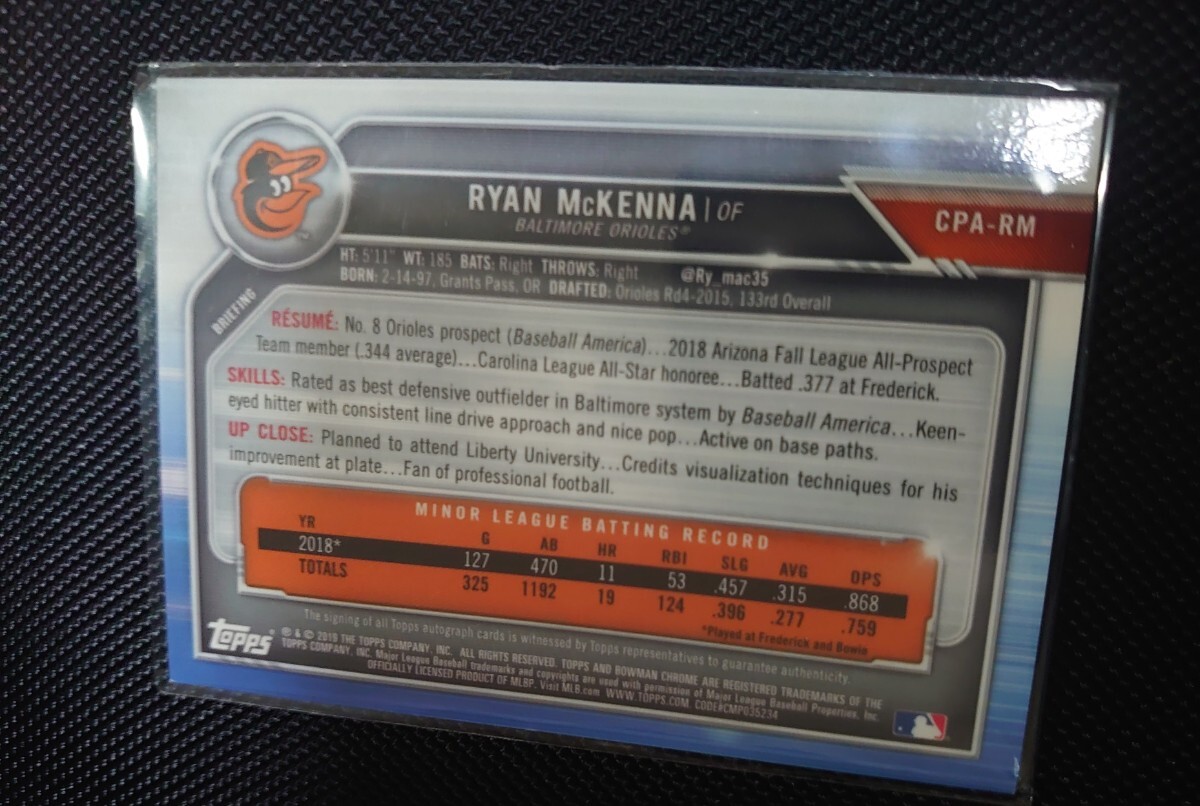 RYAN McKENNA | OF
BALTIMORE ORIOLES®
CPA-RM
HT: 5'11" WT: 185 BATS: Right THROWS: Right @Ry_mac35
BORN: 2-14-97, Grants Pass, OR DRAFTED: Orioles Rd4-2015, 133rd Overall
BRIEFING
RÉSUMÉ: No. 8 Orioles prospect (Baseball America)...2018 Arizona Fall League All-Prospect
Team member (.344 average)...Carolina League All-Star honoree...Batted .377 at Frederick.
SKILLS: Rated as best defensive outfielder in Baltimore system by Baseball America...Keen-
eyed hitter with consistent line drive approach and nice pop...Active on base paths.
UP CLOSE: Planned to attend Liberty University...Credits visualization techniques for his
improvement at plate...Fan of professional football.
MINOR LEAGUE BATTING RECORD
YR G AB HR RBI SLG AVG OPS
2018* 127 470 11 53 .457 .315 .868
TOTALS 325 1192 19 124 .396 .277 .759
*Played at Frederick and Bowie
The signing of all Topps autograph cards is witnessed by Topps representatives to guarantee authenticity.
Topps
® & © 2019 THE TOPPS COMPANY, INC. ALL RIGHTS RESERVED. TOPPS AND BOWMAN CHROME ARE REGISTERED TRADEMARKS OF THE
TOPPS COMPANY, INC. Major League Baseball trademarks and copyrights are used with permission of Major League Baseball Properties, Inc.
OFFICIALLY LICENSED PRODUCT OF MLBP. Visit MLB.com WWW.TOPPS.COM CODE#CMP035234